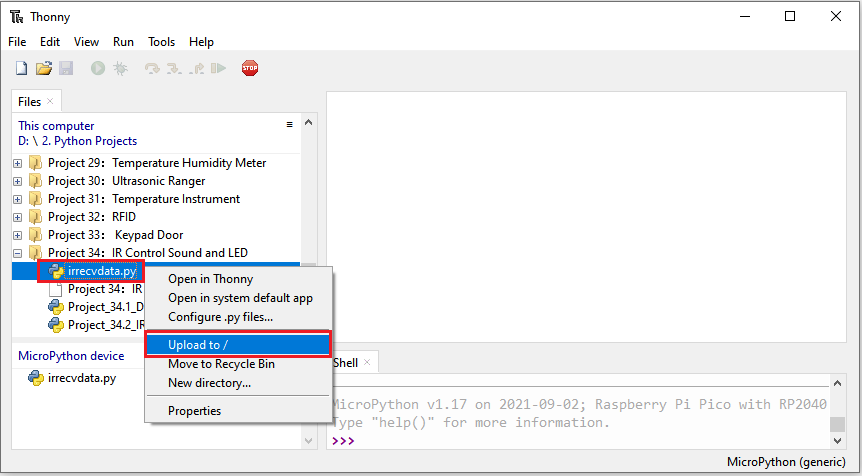 Thonny
File Edit View Run Tools Help
STOP
Files
This computer
D: \ 2. Python Projects
Project 29：Temperature Humidity Meter
Project 30：Ultrasonic Ranger
Project 31：Temperature Instrument
Project 32：RFID
Project 33： Keypad Door
Project 34：IR Control Sound and LED
irrecvdata.py
Project 34：IR
Project_34.1_D
Project_34.2_IR
Open in Thonny
Open in system default app
Configure .py files...
Upload to /
Move to Recycle Bin
New directory...
Properties
MicroPython device
irrecvdata.py
Shell
MicroPython v1.17 on 2021-09-02; Raspberry Pi Pico with RP2040
Type "help()" for more information.
>>>
MicroPython (generic)